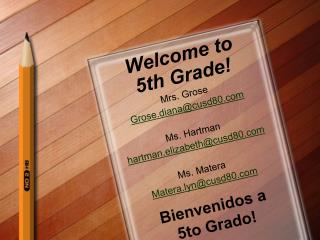 Welcome to
5th Grade!
Mrs. Grose
Grose.diana@cusd80.com
Ms. Hartman
hartman.elizabeth@cusd80.com
Ms. Matera
Matera.lyn@cusd80.com
Bienvenidos a
5to Grado!